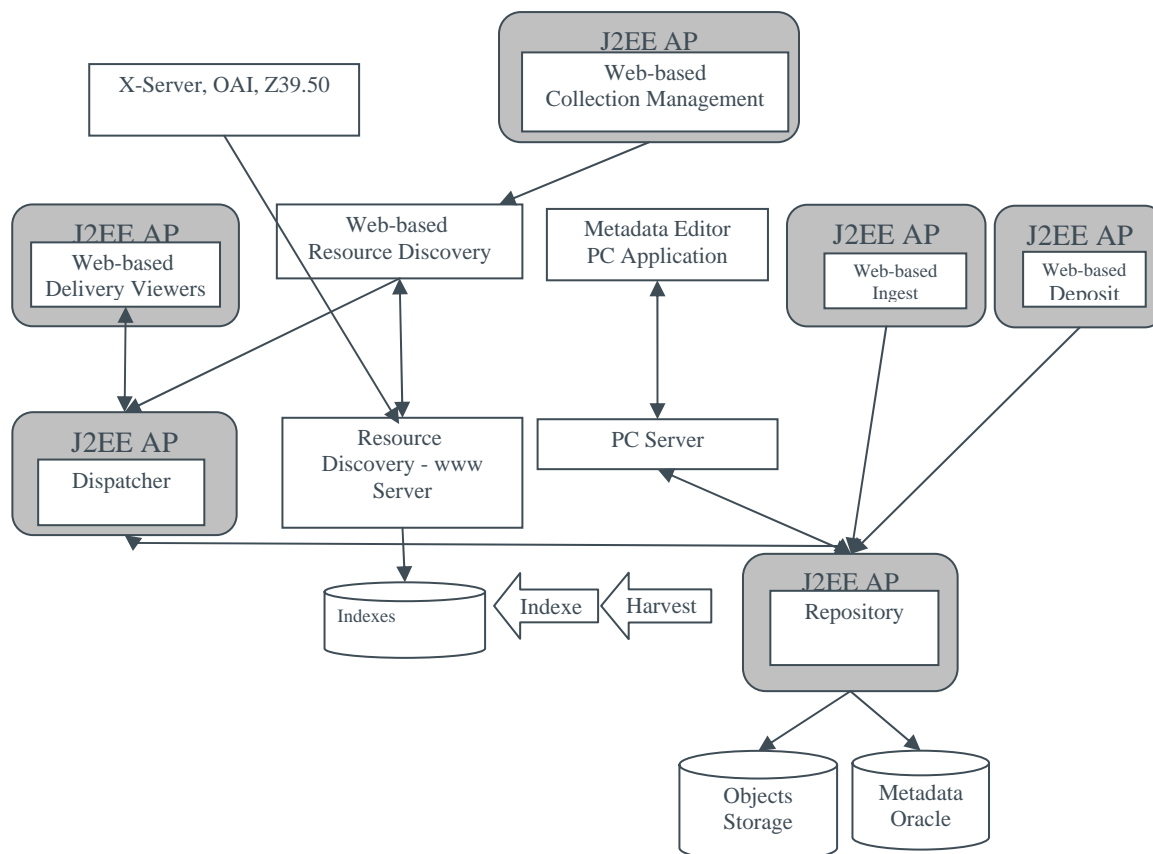 J2EE AP
Web-based
Collection Management
X-Server, OAI, Z39.50
J2EE AP
Web-based
Delivery Viewers
Web-based
Resource Discovery
Metadata Editor
PC Application
J2EE AP
Web-based
Ingest
J2EE AP
Web-based
Deposit
J2EE AP
Dispatcher
Resource
Discovery - www
Server
PC Server
Indexes
Indexe
Harvest
J2EE AP
Repository
Objects
Storage
Metadata
Oracle